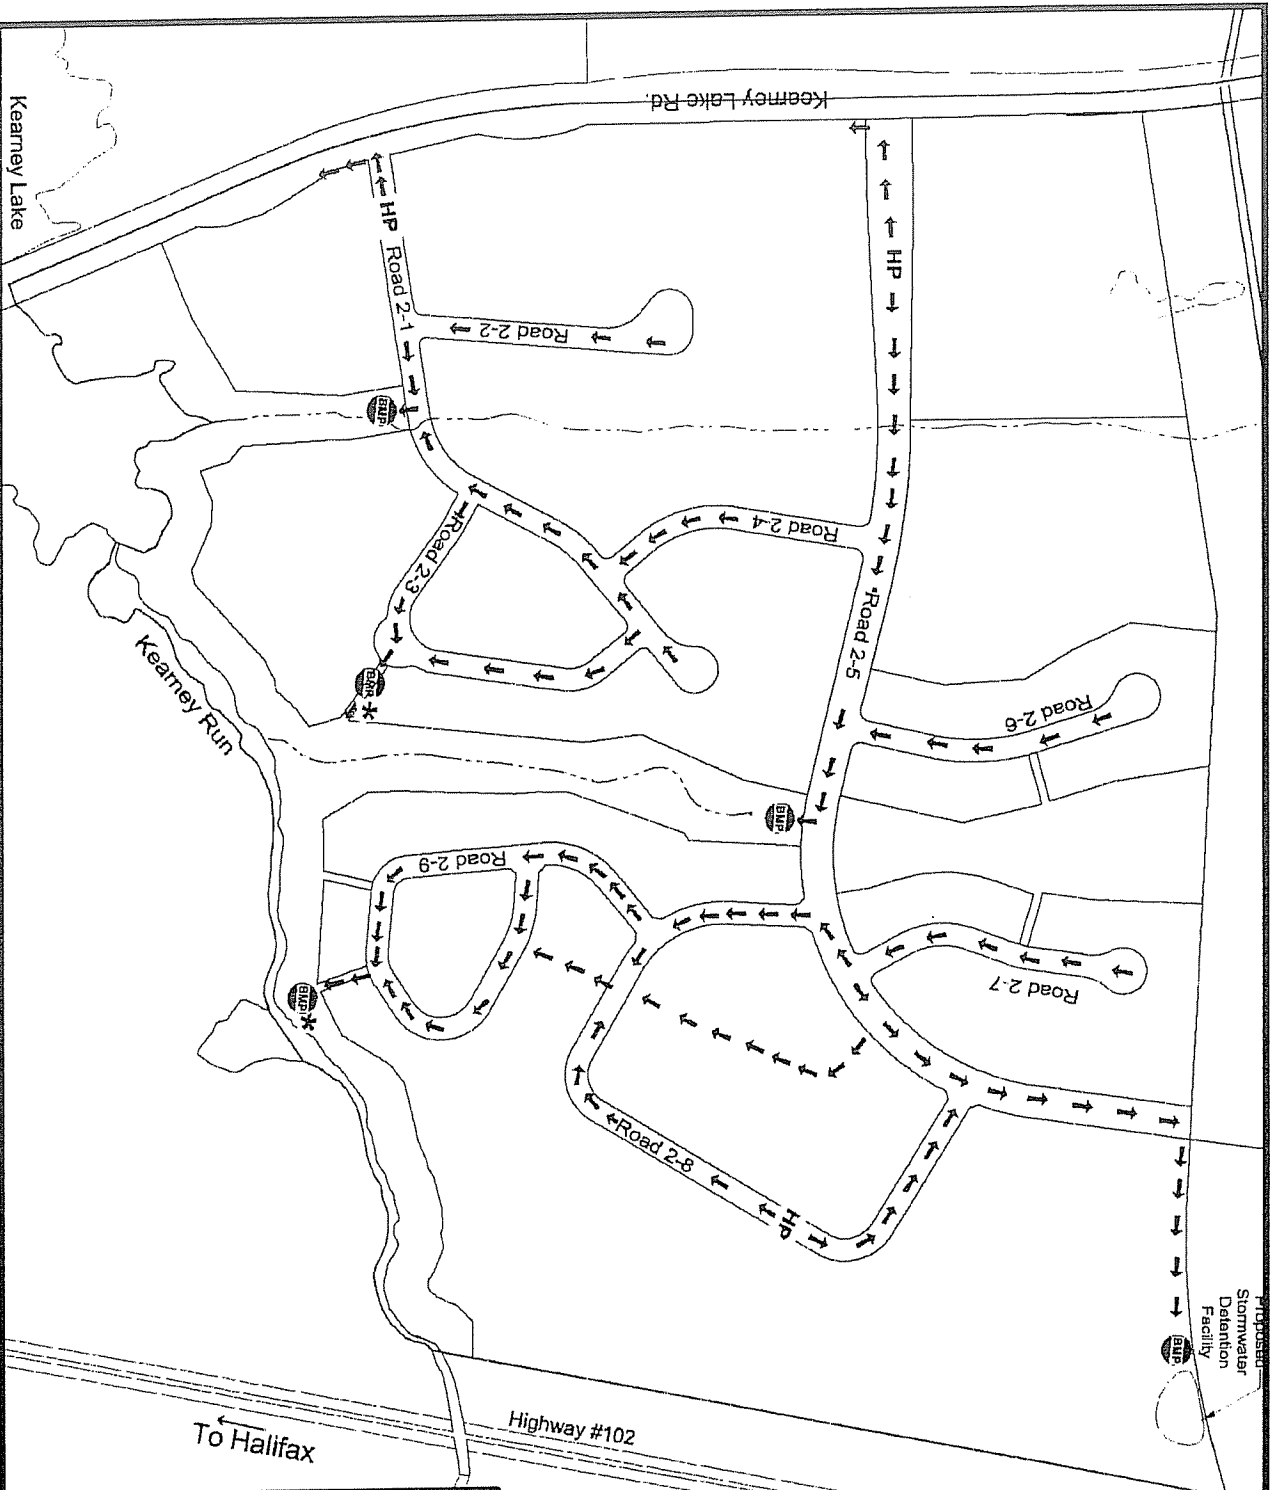 Kearney Lake Rd.
Kearney Lake
HP
Road 2-1
Road 2-2
HP
BMP
Road 2-3
Road 2-4
Road 2-5
Road 2-6
BMP
*
Kearney Run
BMP
Road 2-9
Road 2-7
BMP
*
Road 2-8
HP
Proposed
Stormwater
Detention
Facility
BMP
Highway #102
To Halifax